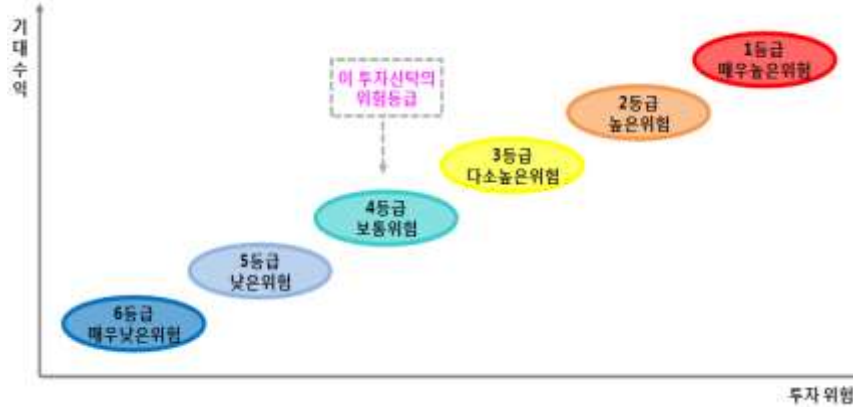 기대수익
1등급
매우높은위험
이 투자신탁의
위험등급
2등급
높은위험
3등급
다소높은위험
4등급
보통위험
5등급
낮은위험
6등급
매우낮은위험
투자 위험